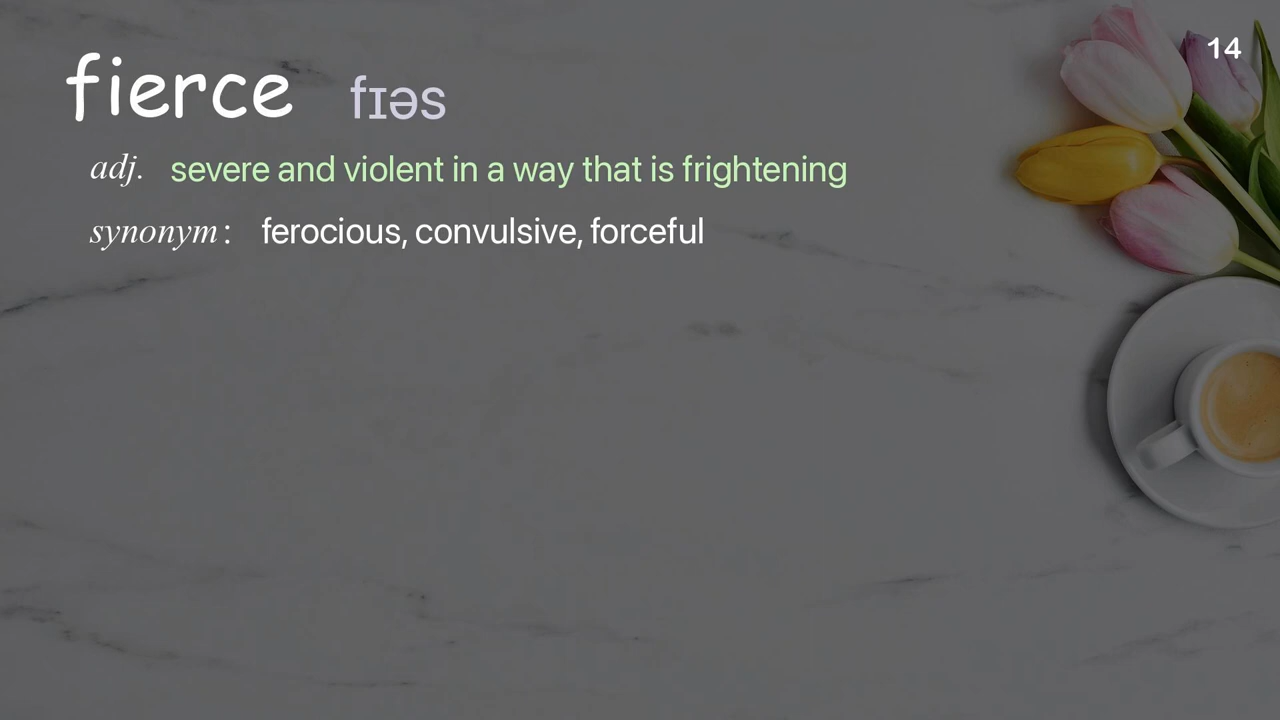 14
fierce fɪəs
adj. severe and violent in a way that is frightening
synonym : ferocious, convulsive, forceful